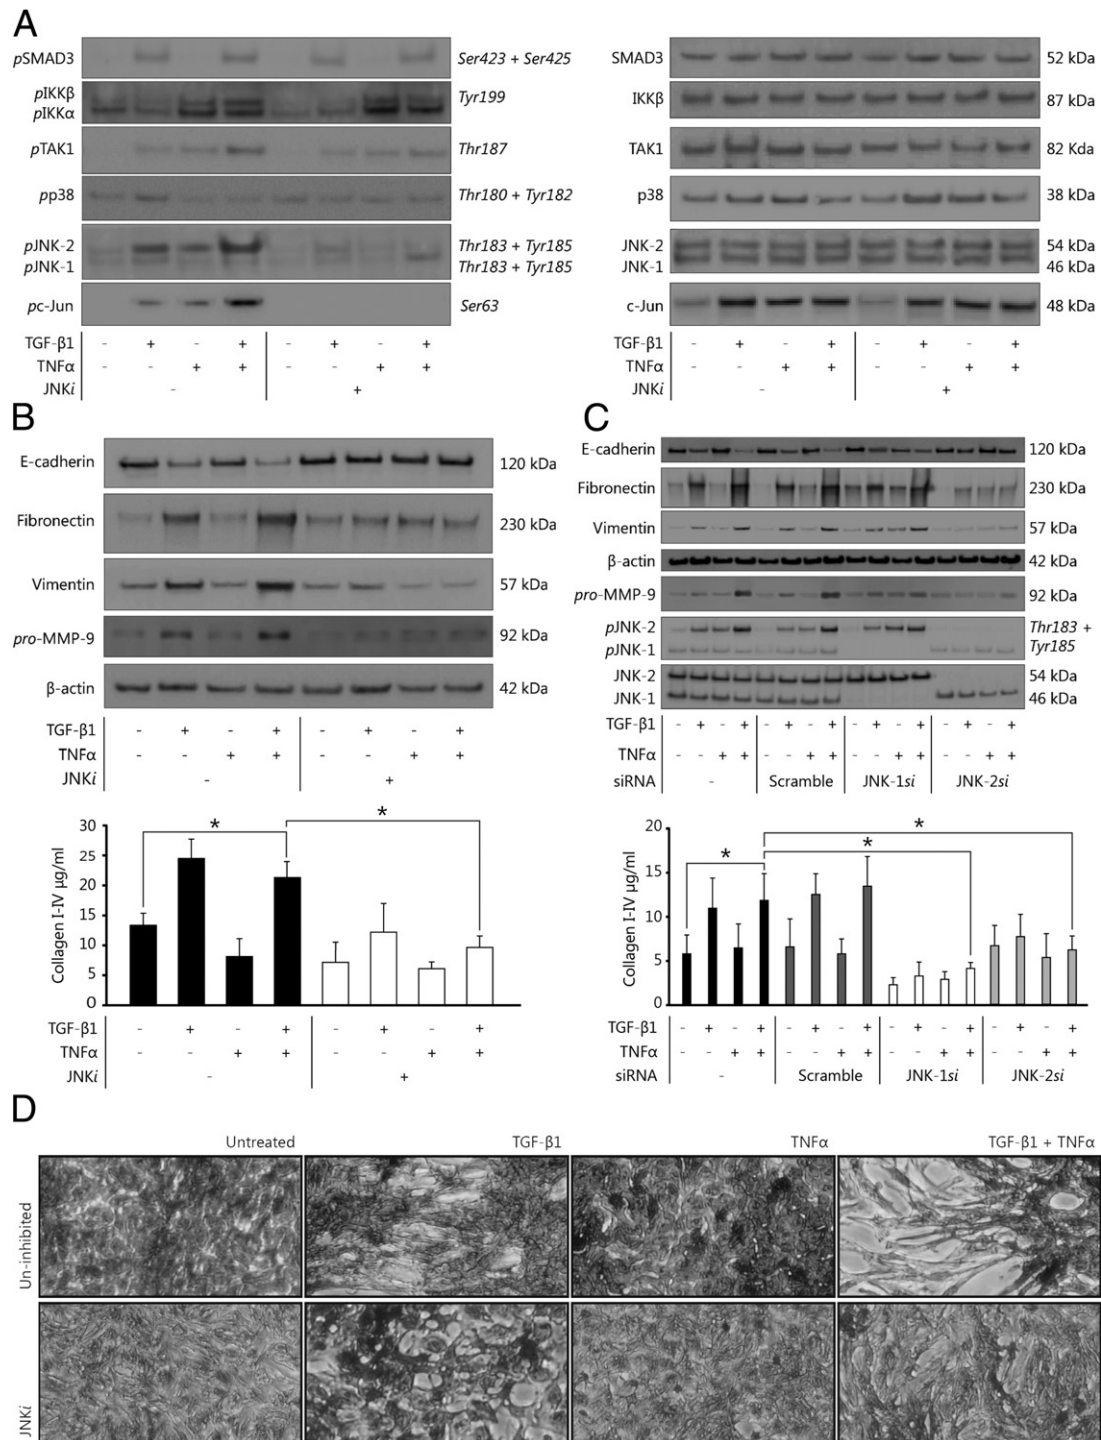 A
pSMAD3 Ser423 + Ser425
pIKKβ
pIKKα Tyr199
pTAK1 Thr187
pp38 Thr180 + Tyr182
pJNK-2 Thr183 + Tyr185
pJNK-1 Thr183 + Tyr185
pc-Jun Ser63
TGF-β1 - + - + - + - +
TNFα - - + + - - + +
JNKi - +
SMAD3 52 kDa
IKKβ 87 kDa
TAK1 82 Kda
p38 38 kDa
JNK-2 54 kDa
JNK-1 46 kDa
c-Jun 48 kDa
- + - + - + - +
- - + + - - + +
- +
B
E-cadherin 120 kDa
Fibronectin 230 kDa
Vimentin 57 kDa
pro-MMP-9 92 kDa
β-actin 42 kDa
TGF-β1 - + - + - + - +
TNFα - - + + - - + +
JNKi - +
30
25
20
15
10
5
0
Collagen I-IV µg/ml
* *
TGF-β1 - + - + - + - +
TNFα - - + + - - + +
JNKi - +
C
E-cadherin 120 kDa
Fibronectin 230 kDa
Vimentin 57 kDa
β-actin 42 kDa
pro-MMP-9 92 kDa
pJNK-2 Thr183 +
pJNK-1 Tyr185
JNK-2 54 kDa
JNK-1 46 kDa
TGF-β1 - + - + - + - + - + - + - + - +
TNFα - - + + - - + + - - + + - - + +
siRNA - Scramble JNK-1si JNK-2si
20
15
10
5
0
Collagen I-IV µg/ml
* * *
TGF-β1 - + - + - + - + - + - + - + - +
TNFα - - + + - - + + - - + + - - + +
siRNA - Scramble JNK-1si JNK-2si
D
Untreated TGF-β1 TNFα TGF-β1 + TNFα
Un-inhibited
JNKi